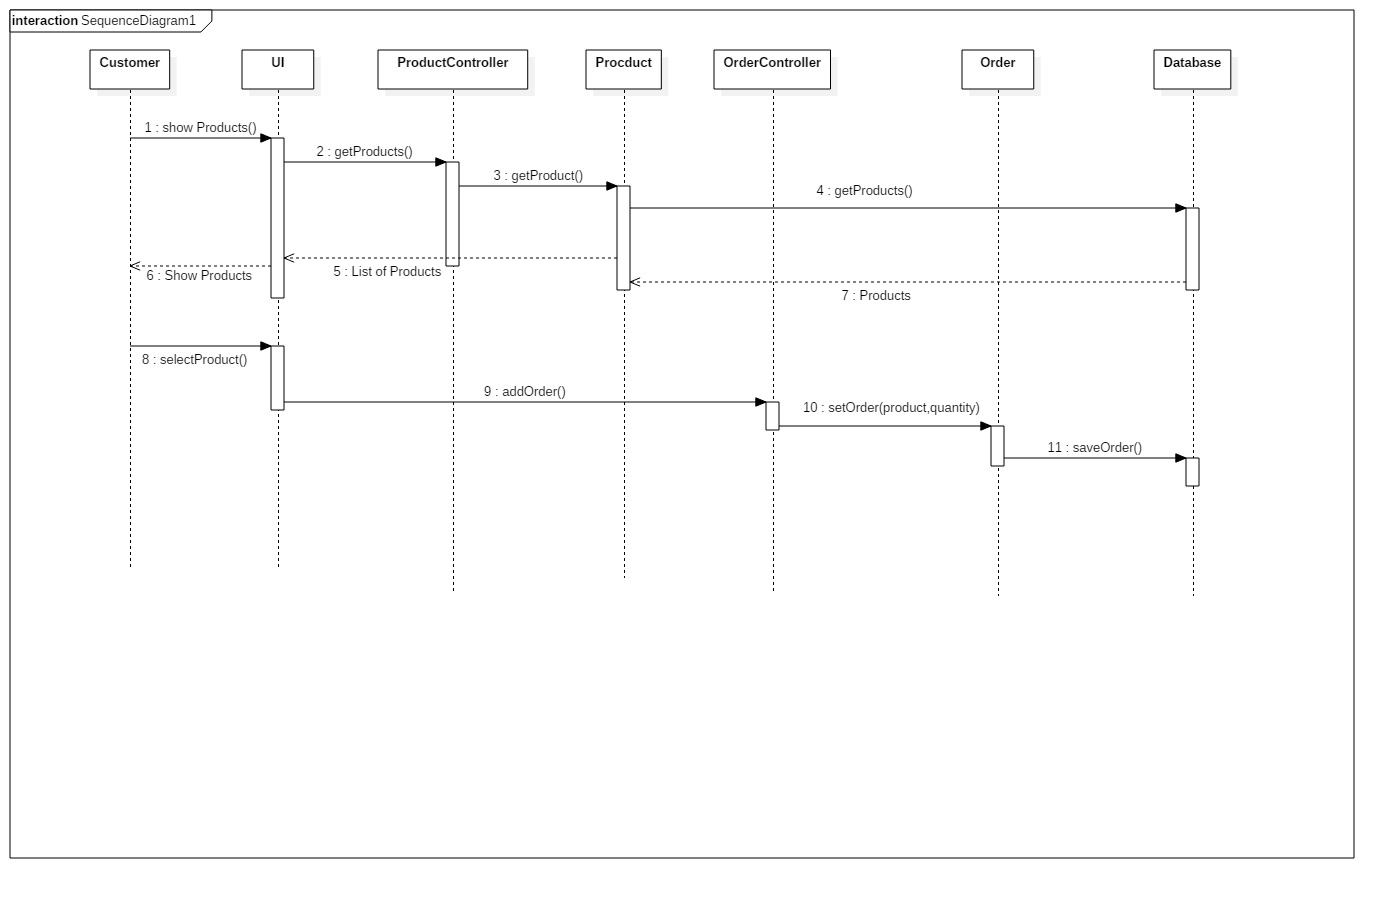 interaction SequenceDiagram1
Customer
UI
ProductController
Procduct
OrderController
Order
Database
1 : show Products()
2 : getProducts()
3 : getProduct()
4 : getProducts()
5 : List of Products
6 : Show Products
7 : Products
8 : selectProduct()
9 : addOrder()
10 : setOrder(product,quantity)
11 : saveOrder()